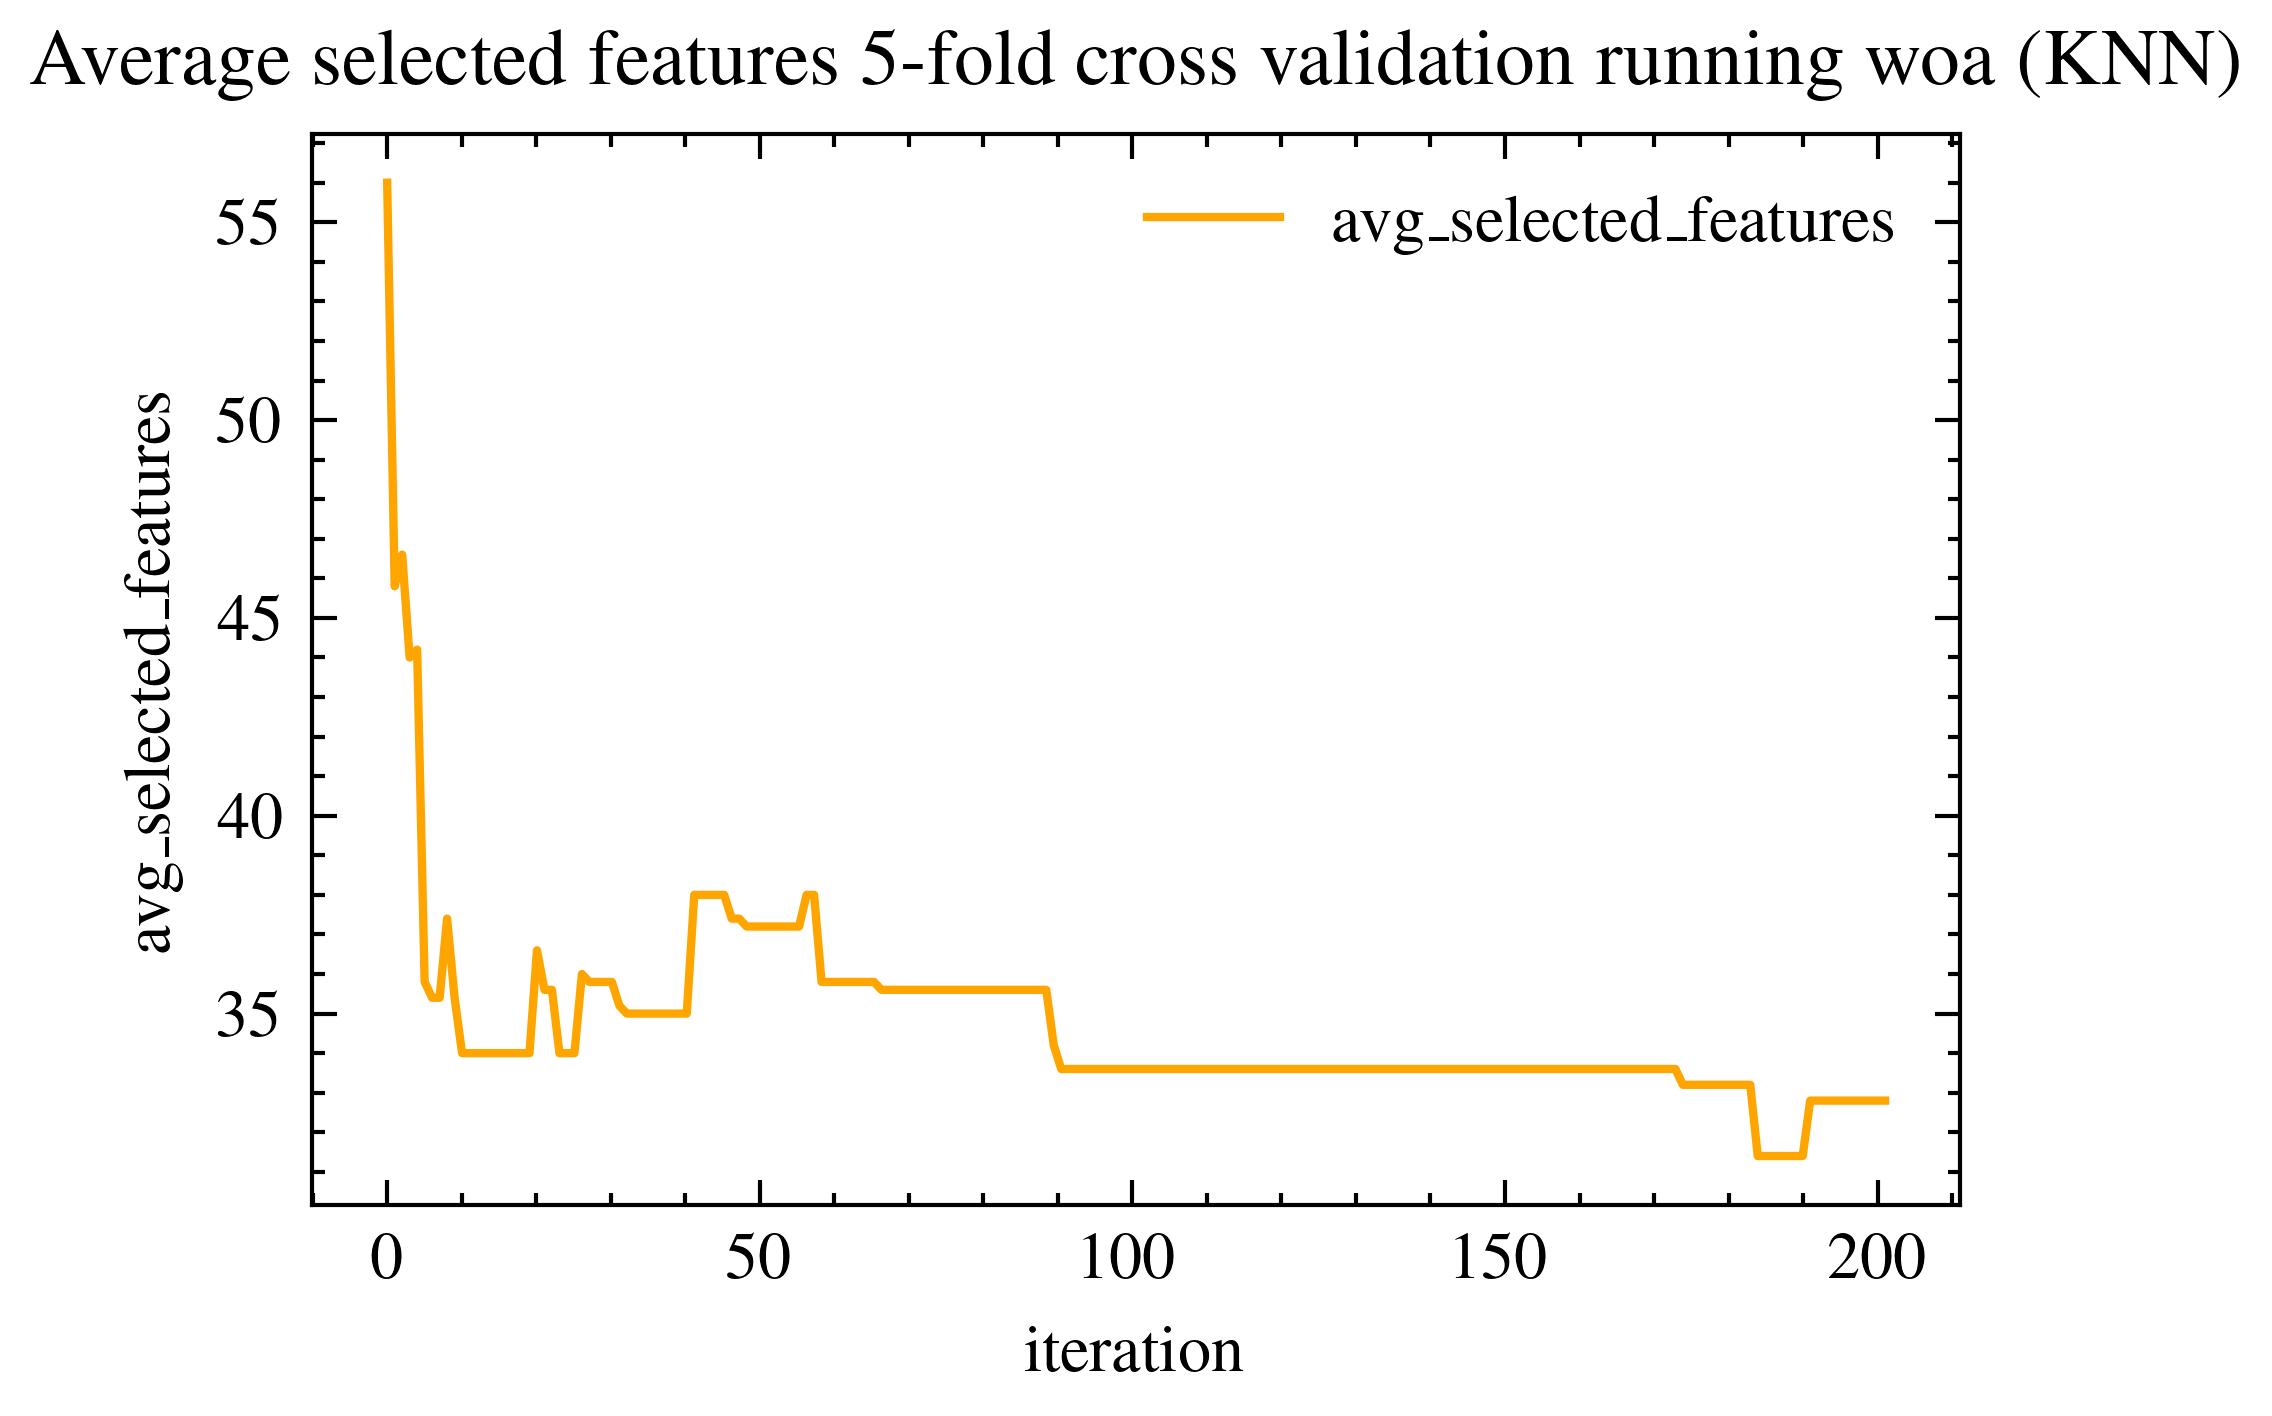 Average selected features 5-fold cross validation running woa (KNN)
avg_selected_features
avg_selected_features
55
50
45
40
35
0 50 100 150 200
iteration